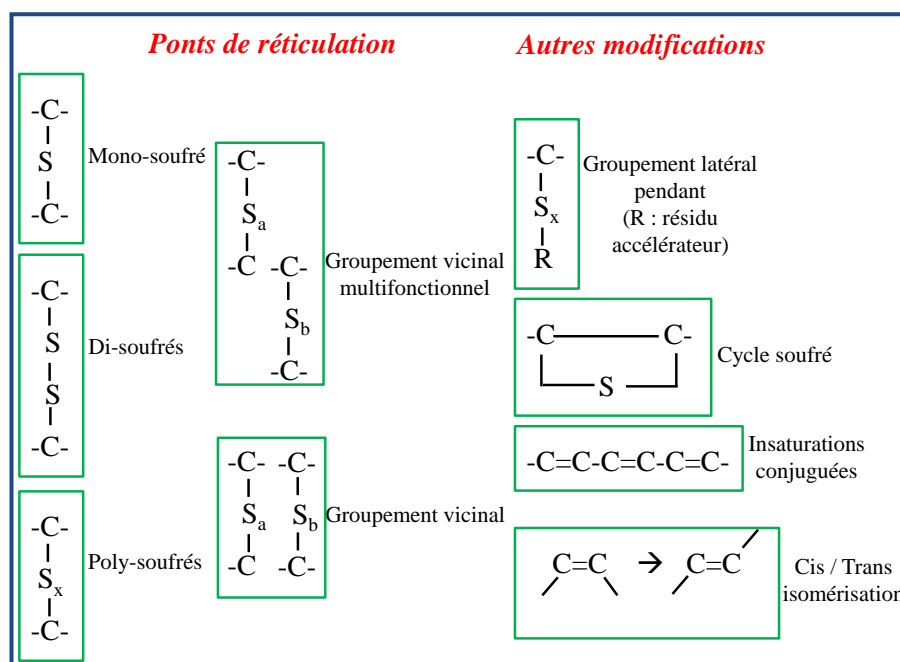 Ponts de réticulation
Autres modifications
-C-
S
-C-
Mono-soufré
-C-
S
S
-C-
Di-soufrés
-C-
Sx
-C-
Poly-soufrés
-C-
Sa
-C -C-
Sb
-C-
Groupement vicinal
multifonctionnel
-C- -C-
Sa Sb
-C -C-
Groupement vicinal
-C-
Sx
R
Groupement latéral
pendant
(R : résidu
accélérateur)
-C C-
S
Cycle soufré
-C=C-C=C-C=C-
Insaturations
conjuguées
C=C → C=C
Cis / Trans
isomérisation